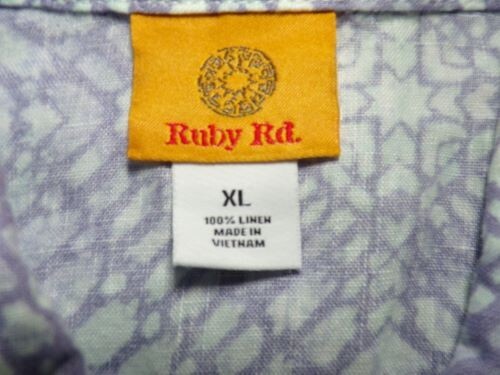 Ruby Rd.
XL
100% LINEN
MADE IN
VIETNAM